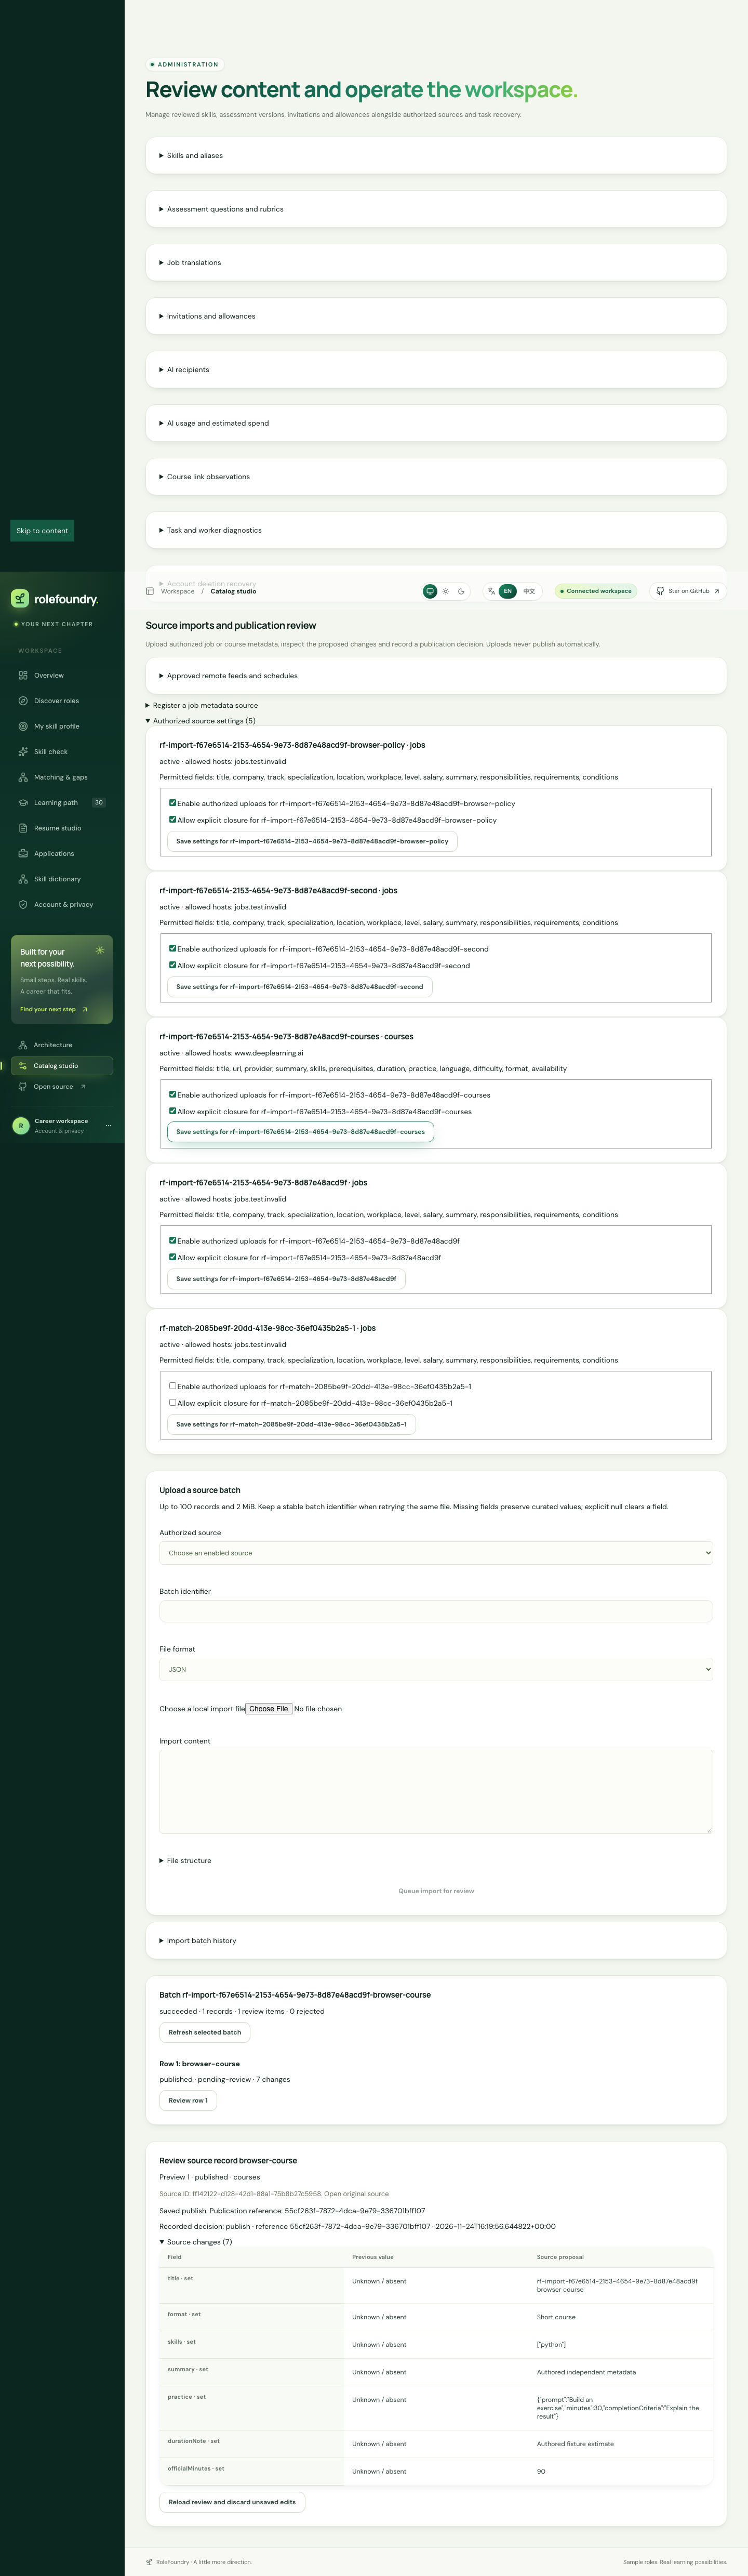 ADMINISTRATION
Review content and operate the workspace.
Manage reviewed skills, assessment versions, invitations and allowances alongside authorized sources and task recovery.
Skills and aliases
Assessment questions and rubrics
Job translations
Invitations and allowances
AI recipients
AI usage and estimated spend
Course link observations
Task and worker diagnostics
Skip to content
Account deletion recovery
Workspace / Catalog studio
EN
中文
Connected workspace
Star on GitHub
rolefoundry.
YOUR NEXT CHAPTER
WORKSPACE
Overview
Discover roles
My skill profile
Skill check
Matching & gaps
Learning path 30
Resume studio
Applications
Skill dictionary
Account & privacy
Built for your
next possibility.
Small steps. Real skills.
A career that fits.
Find your next step
Architecture
Catalog studio
Open source
R
Career workspace
Account & privacy
Source imports and publication review
Upload authorized job or course metadata, inspect the proposed changes and record a publication decision. Uploads never publish automatically.
Approved remote feeds and schedules
Register a job metadata source
Authorized source settings (5)
rf-import-f67e6514-2153-4654-9e73-8d87e48acd9f-browser-policy · jobs
active · allowed hosts: jobs.test.invalid
Permitted fields: title, company, track, specialization, location, workplace, level, salary, summary, responsibilities, requirements, conditions
Enable authorized uploads for rf-import-f67e6514-2153-4654-9e73-8d87e48acd9f-browser-policy
Allow explicit closure for rf-import-f67e6514-2153-4654-9e73-8d87e48acd9f-browser-policy
Save settings for rf-import-f67e6514-2153-4654-9e73-8d87e48acd9f-browser-policy
rf-import-f67e6514-2153-4654-9e73-8d87e48acd9f-second · jobs
active · allowed hosts: jobs.test.invalid
Permitted fields: title, company, track, specialization, location, workplace, level, salary, summary, responsibilities, requirements, conditions
Enable authorized uploads for rf-import-f67e6514-2153-4654-9e73-8d87e48acd9f-second
Allow explicit closure for rf-import-f67e6514-2153-4654-9e73-8d87e48acd9f-second
Save settings for rf-import-f67e6514-2153-4654-9e73-8d87e48acd9f-second
rf-import-f67e6514-2153-4654-9e73-8d87e48acd9f-courses · courses
active · allowed hosts: www.deeplearning.ai
Permitted fields: title, url, provider, summary, skills, prerequisites, duration, practice, language, difficulty, format, availability
Enable authorized uploads for rf-import-f67e6514-2153-4654-9e73-8d87e48acd9f-courses
Allow explicit closure for rf-import-f67e6514-2153-4654-9e73-8d87e48acd9f-courses
Save settings for rf-import-f67e6514-2153-4654-9e73-8d87e48acd9f-courses
rf-import-f67e6514-2153-4654-9e73-8d87e48acd9f · jobs
active · allowed hosts: jobs.test.invalid
Permitted fields: title, company, track, specialization, location, workplace, level, salary, summary, responsibilities, requirements, conditions
Enable authorized uploads for rf-import-f67e6514-2153-4654-9e73-8d87e48acd9f
Allow explicit closure for rf-import-f67e6514-2153-4654-9e73-8d87e48acd9f
Save settings for rf-import-f67e6514-2153-4654-9e73-8d87e48acd9f
rf-match-2085be9f-20dd-413e-98cc-36ef0435b2a5-1 · jobs
active · allowed hosts: jobs.test.invalid
Permitted fields: title, company, track, specialization, location, workplace, level, salary, summary, responsibilities, requirements, conditions
Enable authorized uploads for rf-match-2085be9f-20dd-413e-98cc-36ef0435b2a5-1
Allow explicit closure for rf-match-2085be9f-20dd-413e-98cc-36ef0435b2a5-1
Save settings for rf-match-2085be9f-20dd-413e-98cc-36ef0435b2a5-1
Upload a source batch
Up to 100 records and 2 MiB. Keep a stable batch identifier when retrying the same file. Missing fields preserve curated values; explicit null clears a field.
Authorized source
Choose an enabled source
Batch identifier
File format
JSON
Choose a local import file Choose File No file chosen
Import content
File structure
Queue import for review
Import batch history
Batch rf-import-f67e6514-2153-4654-9e73-8d87e48acd9f-browser-course
succeeded · 1 records · 1 review items · 0 rejected
Refresh selected batch
Row 1: browser-course
published · pending-review · 7 changes
Review row 1
Review source record browser-course
Preview 1 · published · courses
Source ID: ff142122-d128-42d1-88a1-75b8b27c5958. Open original source
Saved publish. Publication reference: 55cf263f-7872-4dca-9e79-336701bff107
Recorded decision: publish · reference 55cf263f-7872-4dca-9e79-336701bff107 · 2026-11-24T16:19:56.644822+00:00
Source changes (7)
Field Previous value Source proposal
title · set Unknown / absent rf-import-f67e6514-2153-4654-9e73-8d87e48acd9f
browser course
format · set Unknown / absent Short course
skills · set Unknown / absent ["python"]
summary · set Unknown / absent Authored independent metadata
practice · set Unknown / absent {"prompt":"Build an
exercise","minutes":30,"completionCriteria":"Explain the
result"}
durationNote · set Unknown / absent Authored fixture estimate
officialMinutes · set Unknown / absent 90
Reload review and discard unsaved edits
RoleFoundry · A little more direction.
Sample roles. Real learning possibilities.